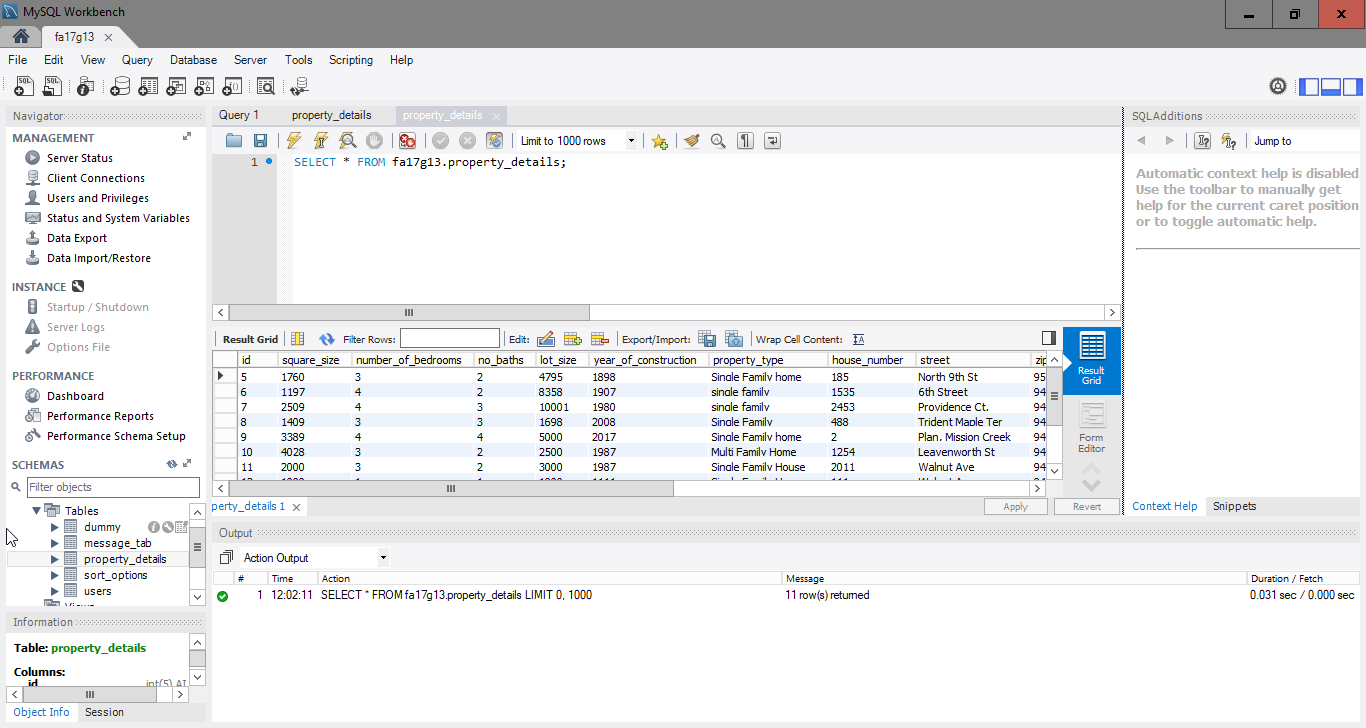 MySQL Workbench
fa17g13
File Edit View Query Database Server Tools Scripting Help
Navigator
MANAGEMENT
Server Status
Client Connections
Users and Privileges
Status and System Variables
Data Export
Data Import/Restore
INSTANCE
Startup / Shutdown
Server Logs
Options File
PERFORMANCE
Dashboard
Performance Reports
Performance Schema Setup
SCHEMAS
Filter objects
Tables
dummy
message_tab
property_details
sort_options
users
Views
Information
Table: property_details
Columns:
id int(5) AI
Object Info Session
Query 1 property_details property_details
Limit to 1000 rows
1 SELECT * FROM fa17g13.property_details;
Result Grid Filter Rows: Edit: Export/Import: Wrap Cell Content:
id square_size number_of_bedrooms no_baths lot_size year_of_construction property_type house_number street zip
5 1760 3 2 4795 1898 Single Family home 185 North 9th St 95
6 1197 4 2 8358 1907 single family 1535 6th Street 94
7 2509 4 3 10001 1980 Single family 2453 Providence Ct. 94
8 1409 3 3 1698 2008 Single Family 488 Trident Maple Ter 94
9 3389 4 4 5000 2017 Single Family home 2 Plan. Mission Creek 94
10 4028 3 2 2500 1987 Multi Family Home 1254 Leavenworth St 94
11 2000 3 2 3000 1987 Single Family House 2011 Walnut Ave 94
Result Grid
Form Editor
perty_details 1
Apply Revert
SQLAdditions
Jump to
Automatic context help is disabled
Use the toolbar to manually get
help for the current caret position
or to toggle automatic help.
Context Help Snippets
Output
Action Output
# Time Action Message Duration / Fetch
1 12:02:11 SELECT * FROM fa17g13.property_details LIMIT 0, 1000 11 row(s) returned 0.031 sec / 0.000 sec